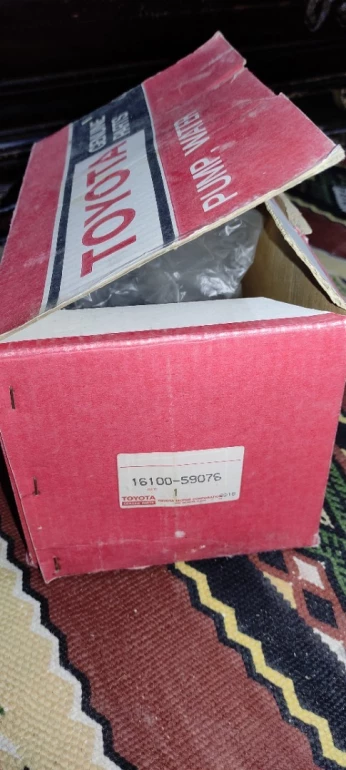 TOYOTA
GENUINE
PARTS
PUMP, WATER
16100-59076
1
TOYOTA